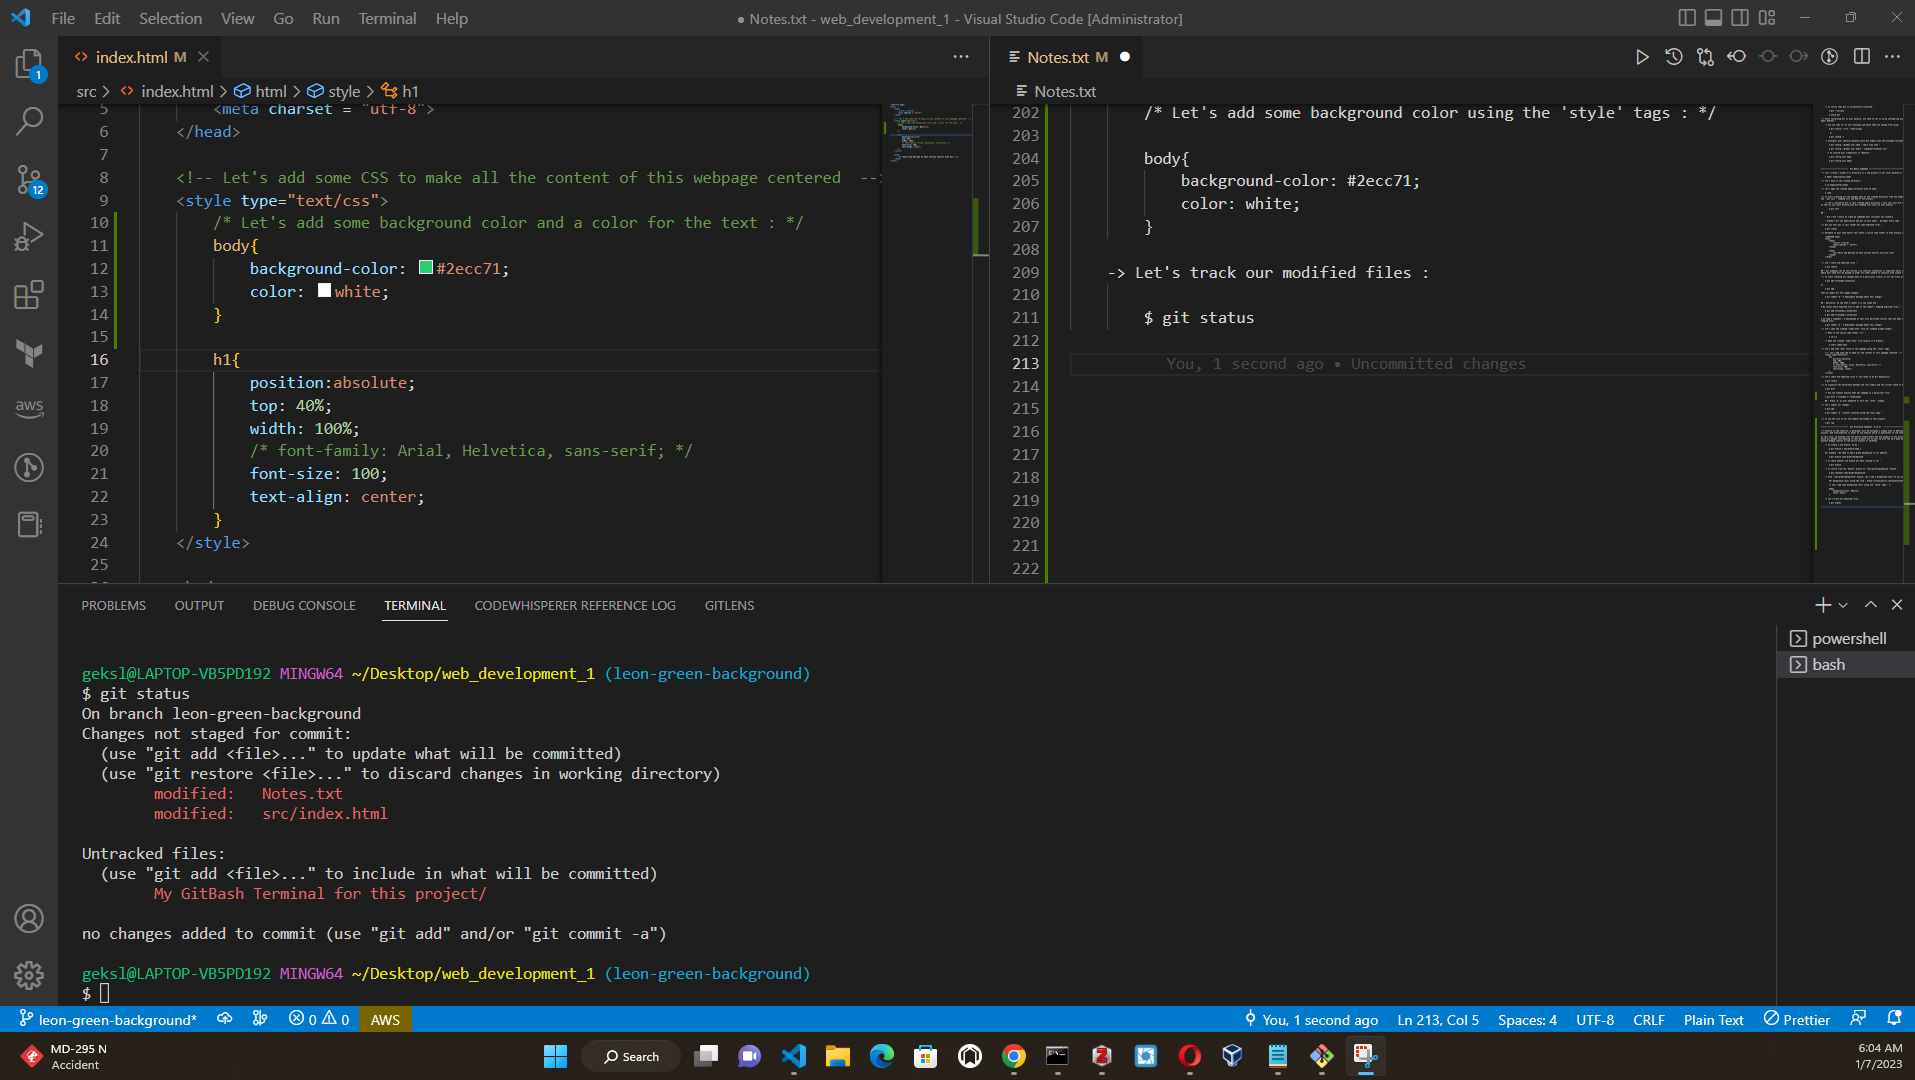 File Edit Selection View Go Run Terminal Help
● Notes.txt - web_development_1 - Visual Studio Code [Administrator]
index.html M
src > index.html > html > style > h1
5 <meta charset = "utf-8">
6 </head>
7
8 <!-- Let's add some CSS to make all the content of this webpage centered -->
9 <style type="text/css">
10 /* Let's add some background color and a color for the text : */
11 body{
12 background-color: #2ecc71;
13 color: white;
14 }
15
16 h1{
17 position:absolute;
18 top: 40%;
19 width: 100%;
20 /* font-family: Arial, Helvetica, sans-serif; */
21 font-size: 100;
22 text-align: center;
23 }
24 </style>
25
Notes.txt M ●
Notes.txt
202 /* Let's add some background color using the 'style' tags : */
203
204 body{
205 background-color: #2ecc71;
206 color: white;
207 }
208
209 -> Let's track our modified files :
210
211 $ git status
212
213 You, 1 second ago • Uncommitted changes
214
215
216
217
218
219
220
221
222
1
12
aws
PROBLEMS OUTPUT DEBUG CONSOLE TERMINAL CODEWHISPERER REFERENCE LOG GITLENS
powershell
bash
geksl@LAPTOP-VB5PD192 MINGW64 ~/Desktop/web_development_1 (leon-green-background)
$ git status
On branch leon-green-background
Changes not staged for commit:
(use "git add <file>..." to update what will be committed)
(use "git restore <file>..." to discard changes in working directory)
modified: Notes.txt
modified: src/index.html
Untracked files:
(use "git add <file>..." to include in what will be committed)
My GitBash Terminal for this project/
no changes added to commit (use "git add" and/or "git commit -a")
geksl@LAPTOP-VB5PD192 MINGW64 ~/Desktop/web_development_1 (leon-green-background)
$
leon-green-background* 0 0 AWS You, 1 second ago Ln 213, Col 5 Spaces: 4 UTF-8 CRLF Plain Text Prettier
MD-295 N
Accident
Search
6:04 AM
1/7/2023